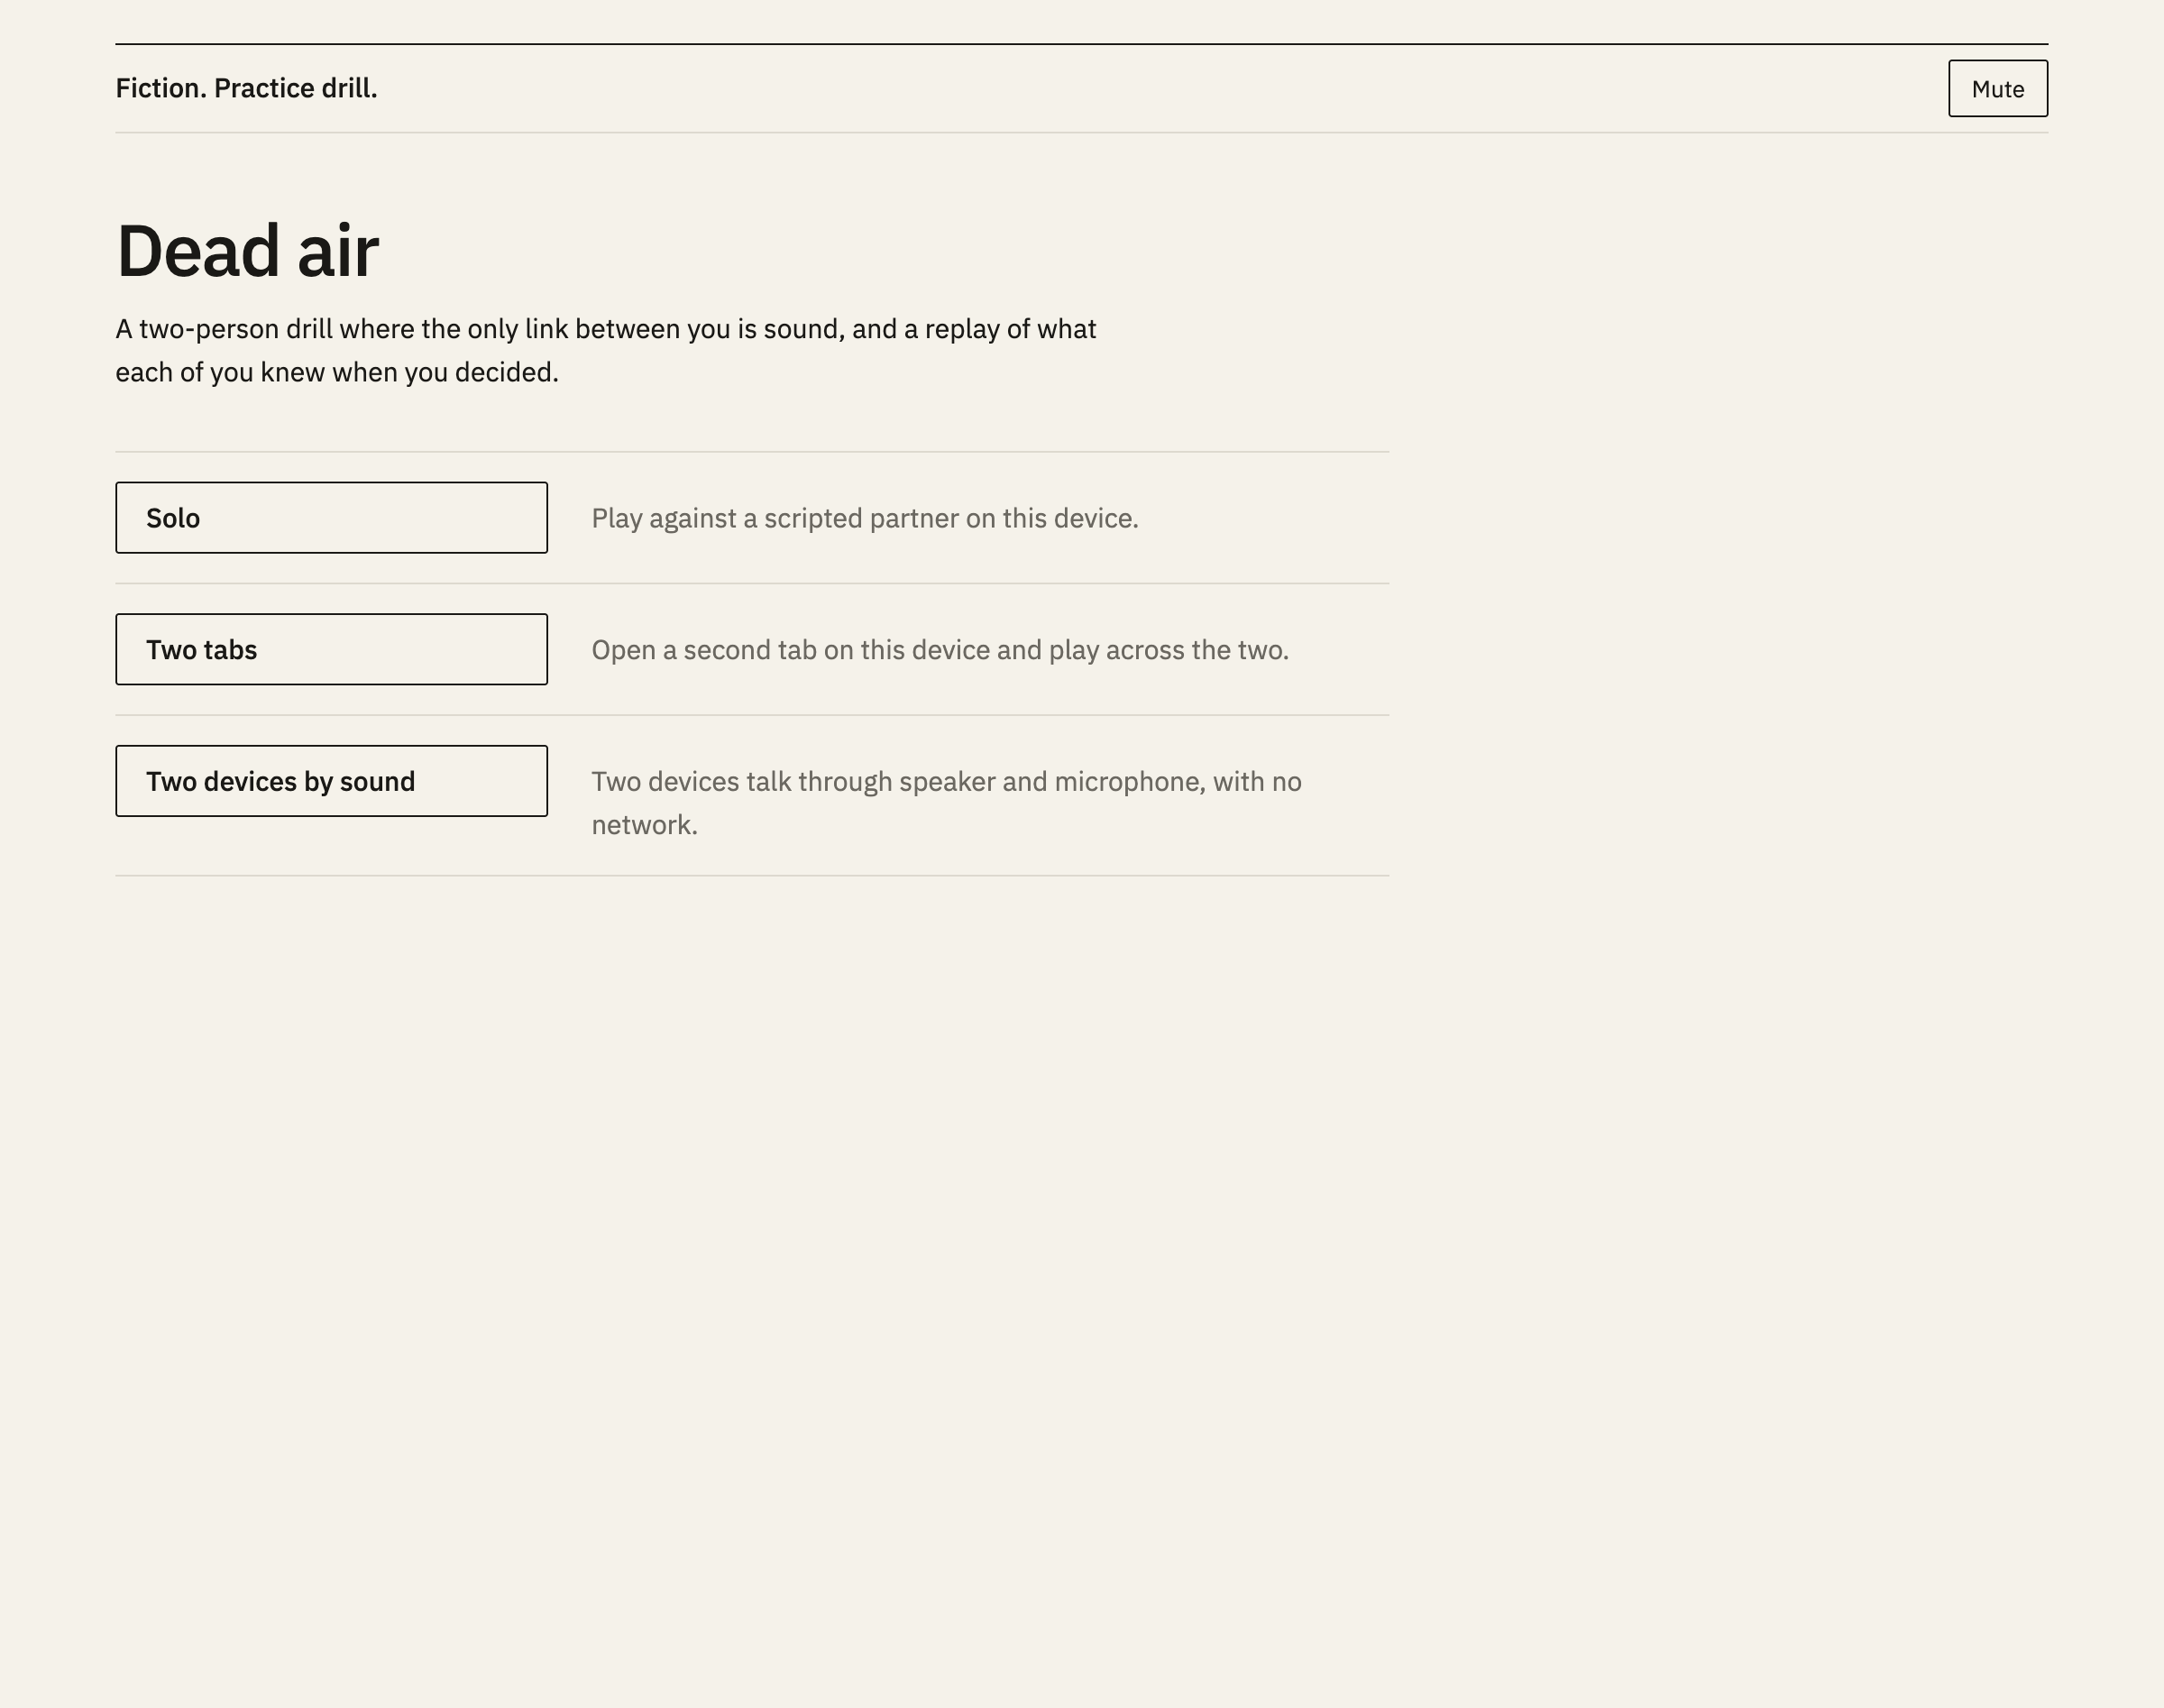 Fiction. Practice drill.
Mute
Dead air
A two-person drill where the only link between you is sound, and a replay of what
each of you knew when you decided.
Solo
Play against a scripted partner on this device.
Two tabs
Open a second tab on this device and play across the two.
Two devices by sound
Two devices talk through speaker and microphone, with no
network.